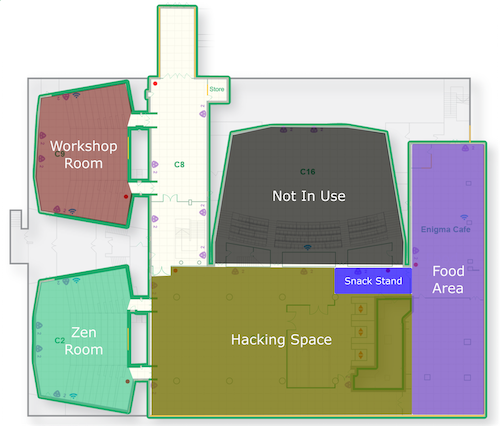 Store
Workshop
Room
C9
C8
C16
Not In Use
Enigma Cafe
Food
Area
Snack Stand
Zen
Room
C2
Hacking Space